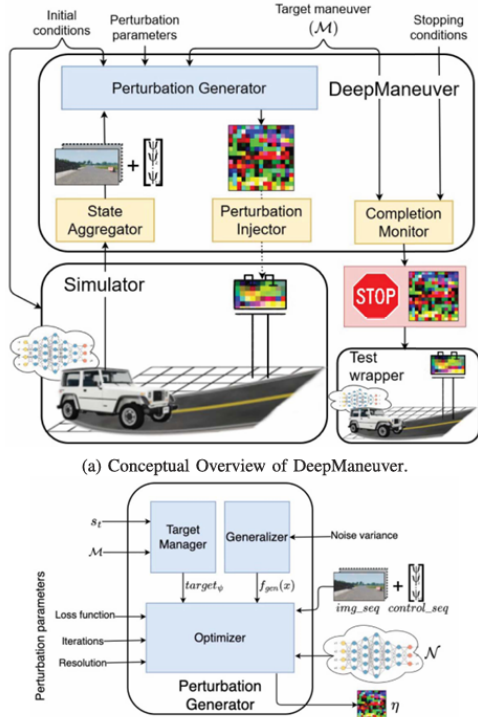 Initial
conditions
Perturbation
parameters
Target maneuver
(M)
Stopping
conditions
Perturbation Generator
DeepManeuver
+
State
Aggregator
Perturbation
Injector
Completion
Monitor
Simulator
STOP
Test
wrapper
(a) Conceptual Overview of DeepManeuver.
Perturbation parameters
s_t
M
Target
Manager
Generalizer
Noise variance
target_ψ
f_gen(x)
+
img_seq control_seq
Loss function
Iterations
Resolution
Optimizer
N
Perturbation
Generator
η